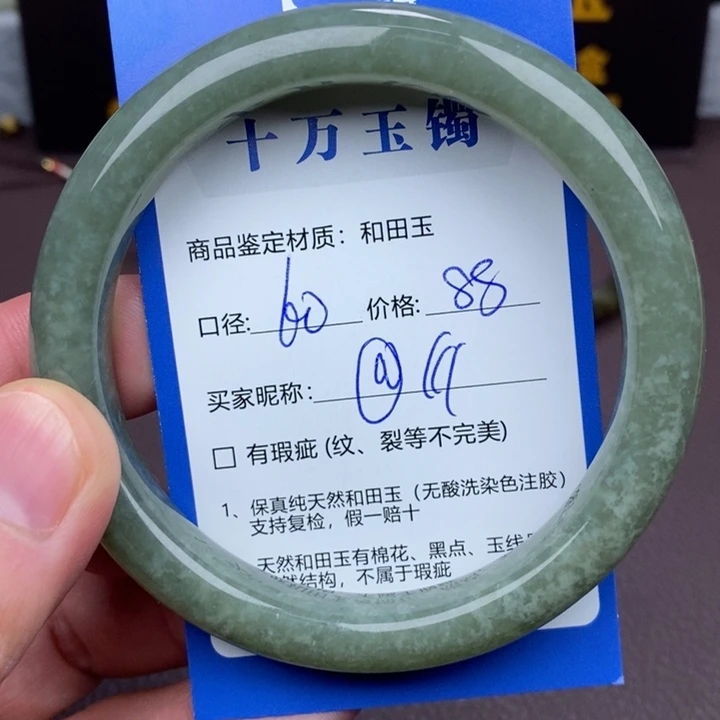 十万玉镯
商品鉴定材质：和田玉
口径: 60 价格: 88
买家昵称：
□ 有瑕疵 (纹、裂等不完美)
1、保真纯天然和田玉（无酸洗染色注胶）
支持复检，假一赔十
天然和田玉有棉花、黑点、玉线
然结构，不属于瑕疵